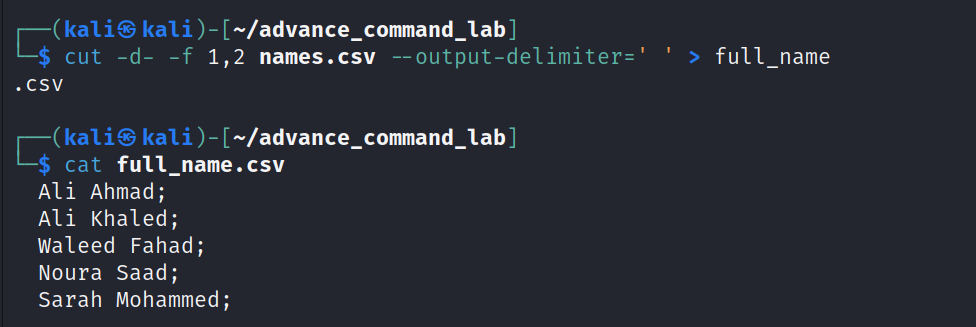 ┌──(kali㉿kali)-[~/advance_command_lab]
└─$ cut -d- -f 1,2 names.csv --output-delimiter=' ' > full_name
.csv
┌──(kali㉿kali)-[~/advance_command_lab]
└─$ cat full_name.csv
Ali Ahmad;
Ali Khaled;
Waleed Fahad;
Noura Saad;
Sarah Mohammed;